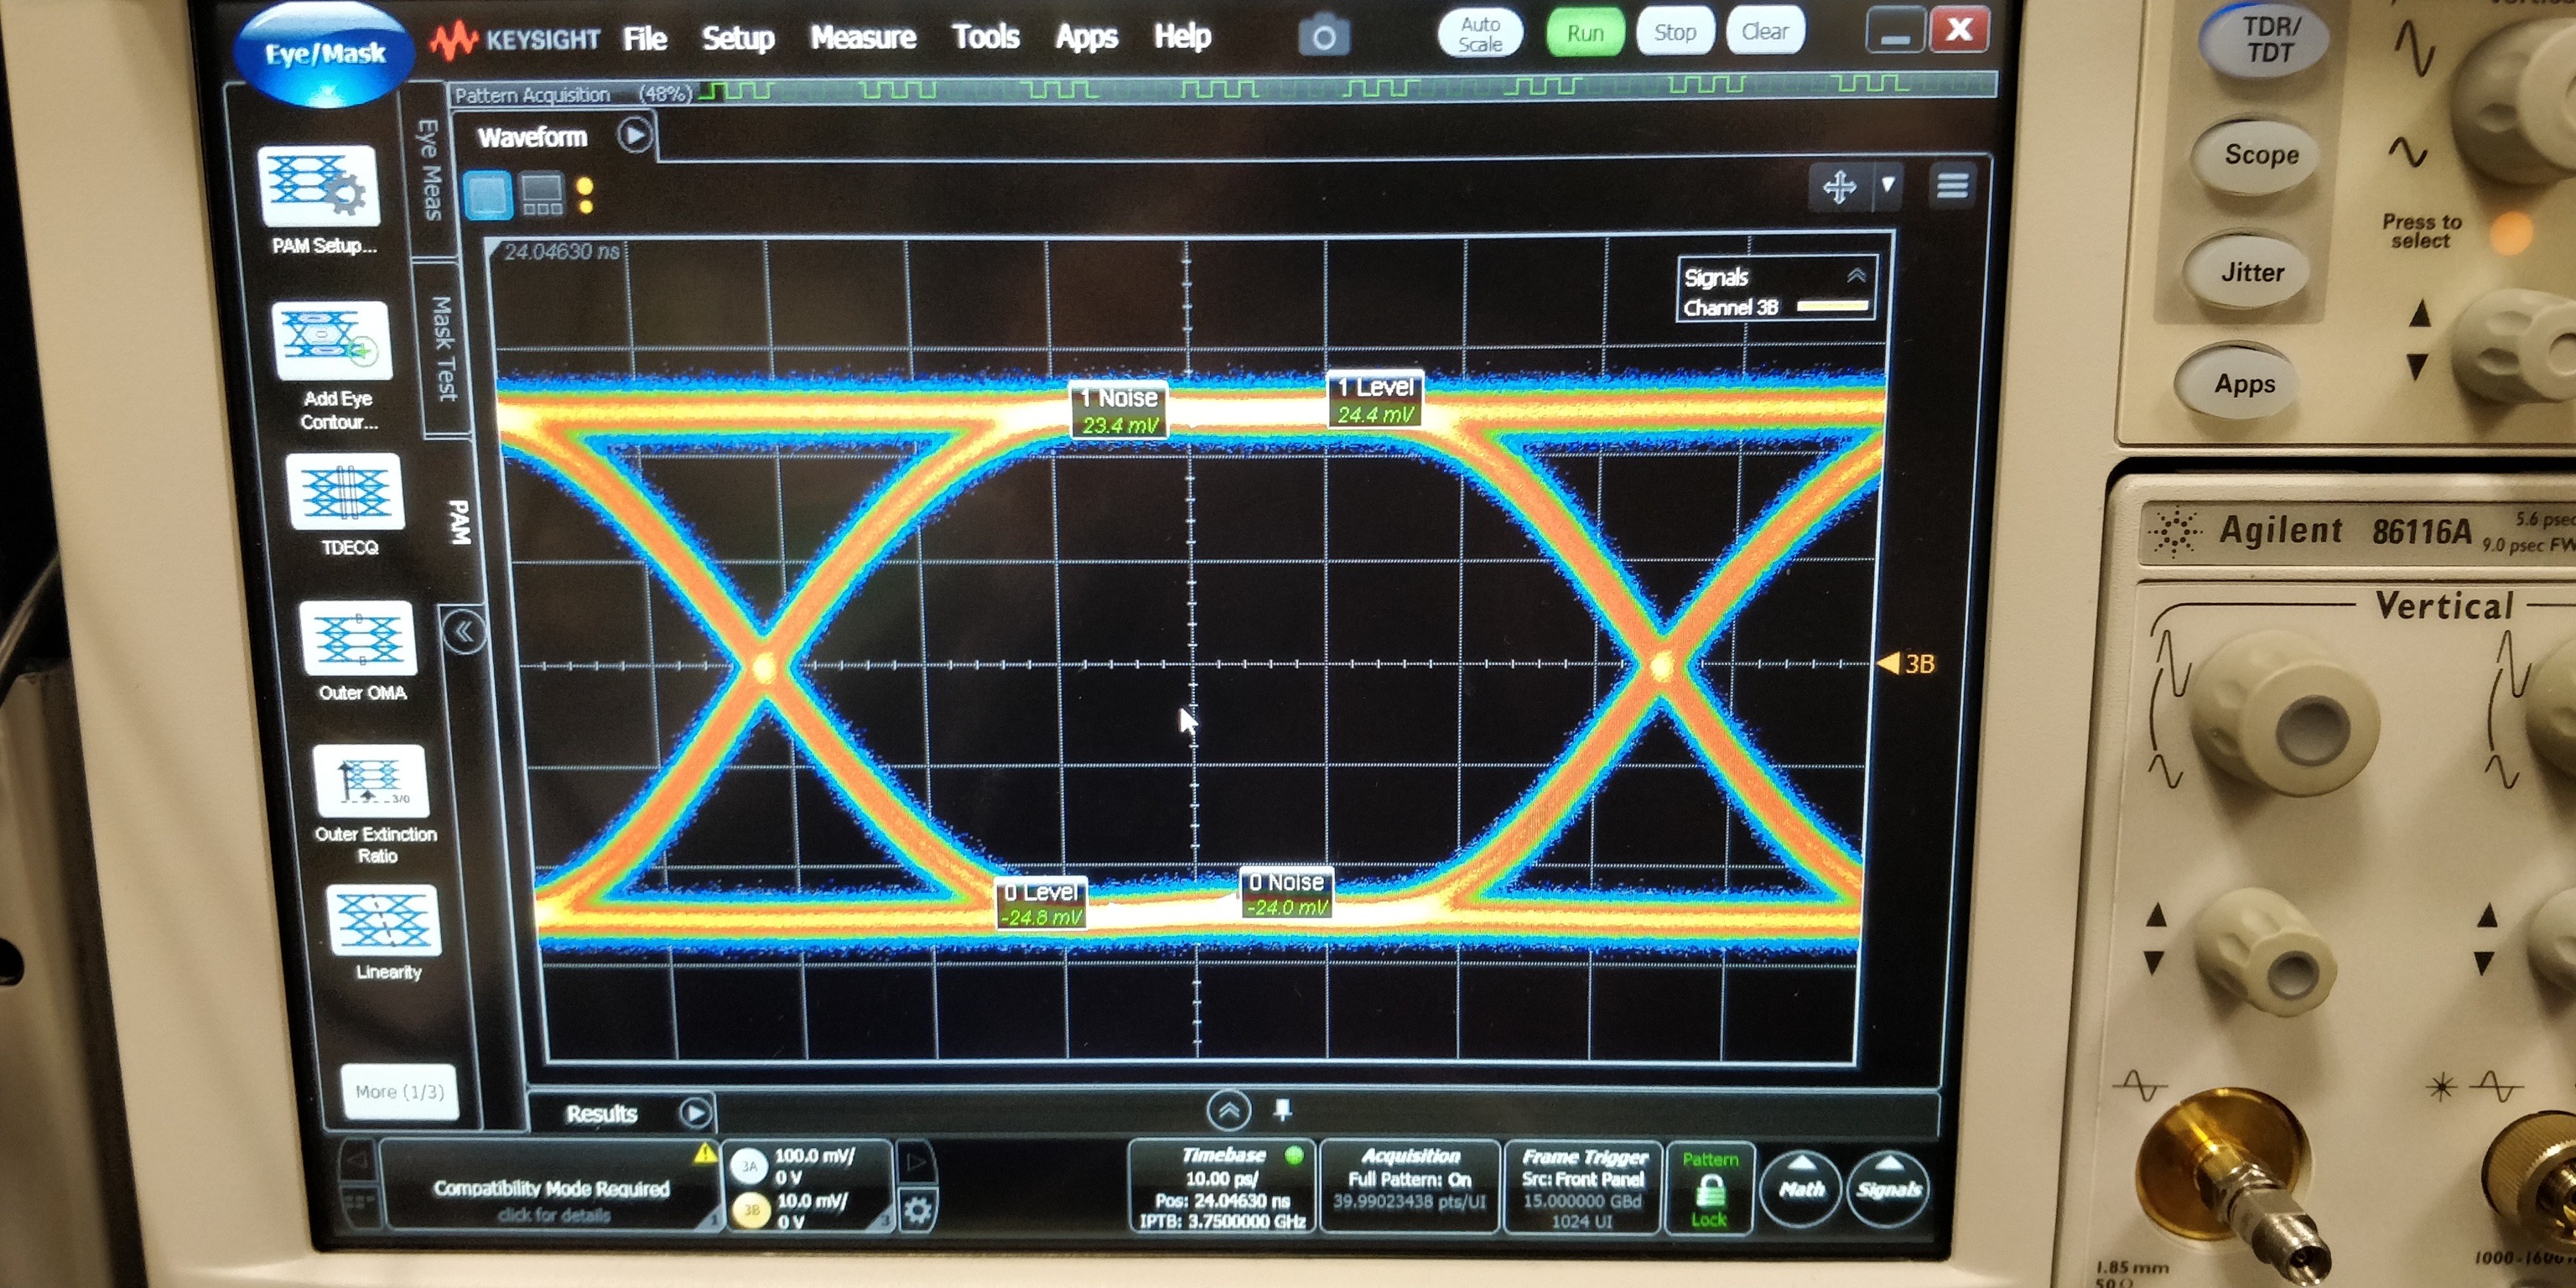 Eye/Mask
KEYSIGHT File Setup Measure Tools Apps Help
Auto Scale
Run
Stop
Clear
Pattern Acquisition (48%)
Eye Meas
Mask Test
PAM
Waveform
PAM Setup...
Add Eye
Contour...
TDECQ
Outer OMA
3/0
Outer Extinction
Ratio
Linearity
More (1/3)
24.04630 ns
Signals
Channel 3B
1 Noise
23.4 mV
1 Level
24.4 mV
0 Level
-24.8 mV
0 Noise
-24.0 mV
3B
Results
Compatibility Mode Required
click for details
1
3A
100.0 mV/
0 V
3B
10.0 mV/
0 V
3
Timebase
10.00 ps/
Pos: 24.04630 ns
IPTB: 3.7500000 GHz
Acquisition
Full Pattern: On
39.99023438 pts/UI
Frame Trigger
Src: Front Panel
15.000000 GBd
1024 UI
Pattern
Lock
Math
Signals
TDR/
TDT
Scope
Jitter
Apps
Press to
select
Agilent 86116A
5.6 psec
9.0 psec
Vertical
1.85 mm
50 Ω